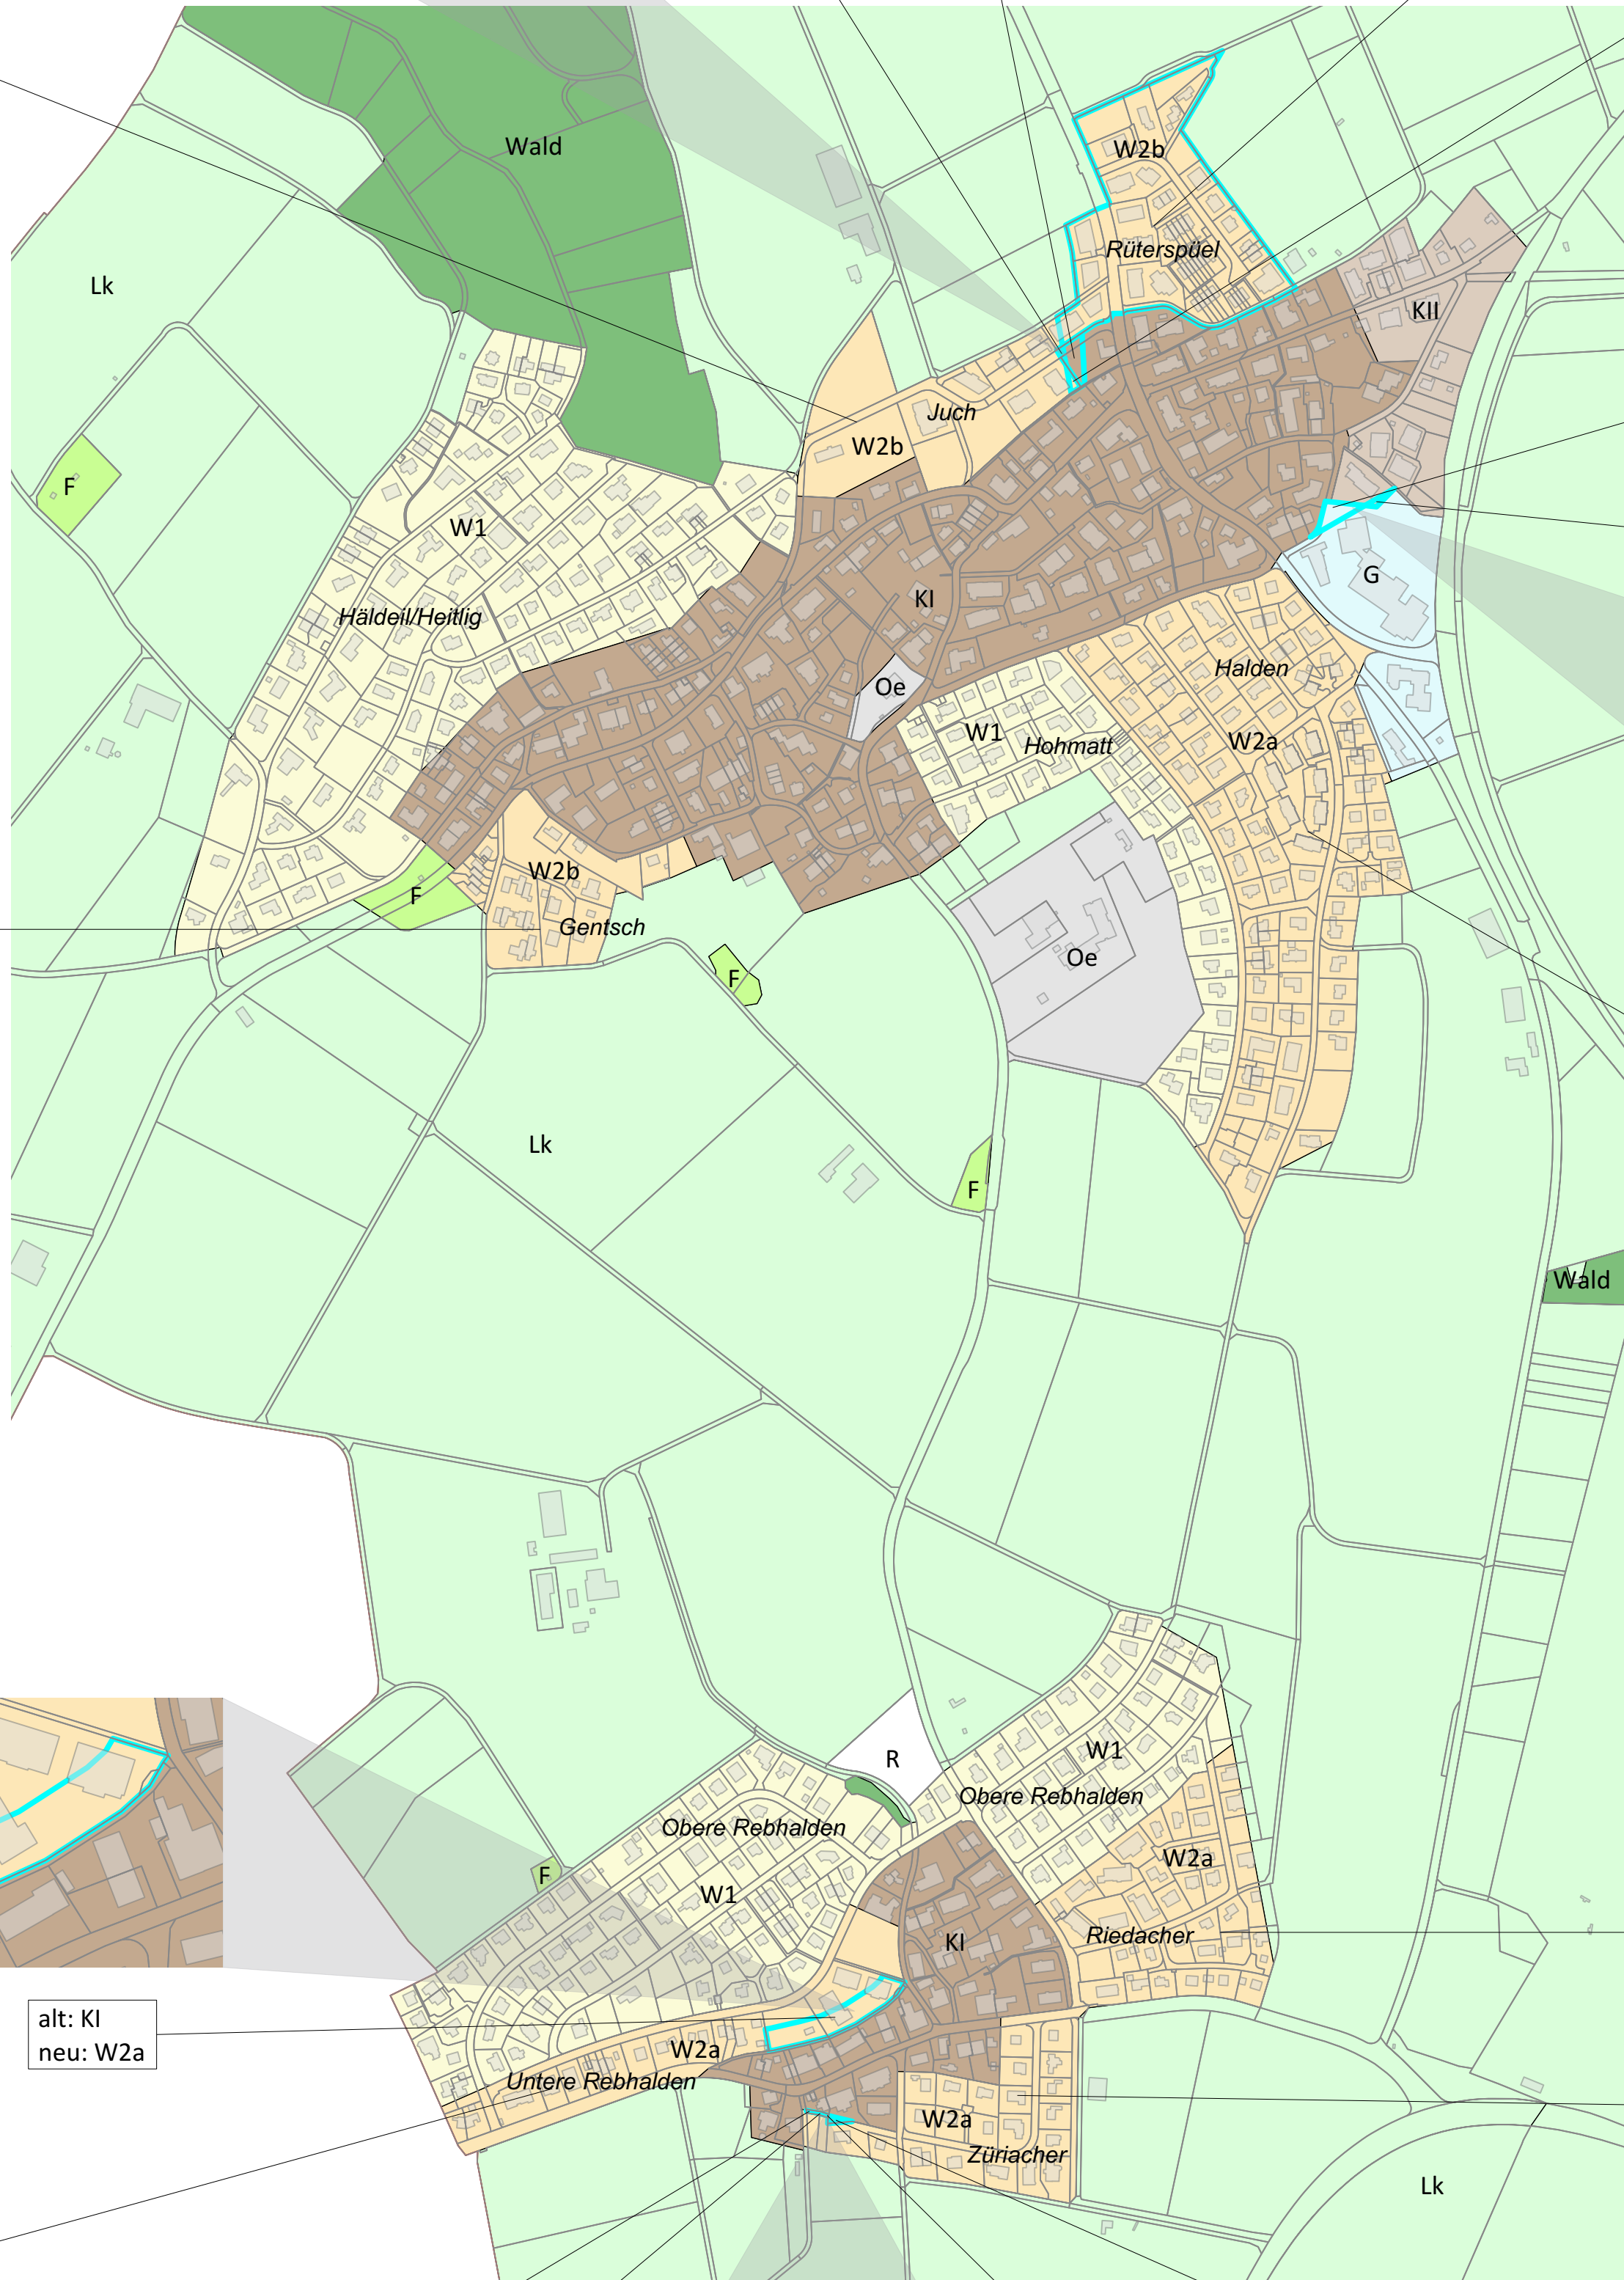 Wald
W2b
Rüterspüel
Lk
KII
Juch
W2b
F
W1
G
KI
Häldeli/Heitlig
Halden
Oe
W1
Hohmatt
W2a
W2b
F
Gentsch
Oe
F
Lk
F
Wald
R
W1
Obere Rebhalden
Obere Rebhalden
W2a
F
W1
Riedacher
KI
alt: KI
neu: W2a
W2a
Untere Rebhalden
W2a
Züriacher
Lk